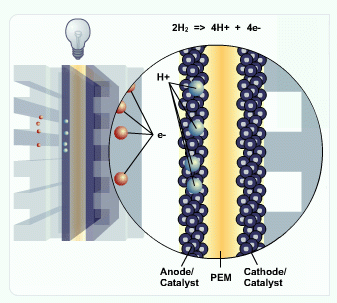 2H₂ => 4H+ + 4e-
H+
e-
Anode/
Catalyst
PEM
Cathode/
Catalyst